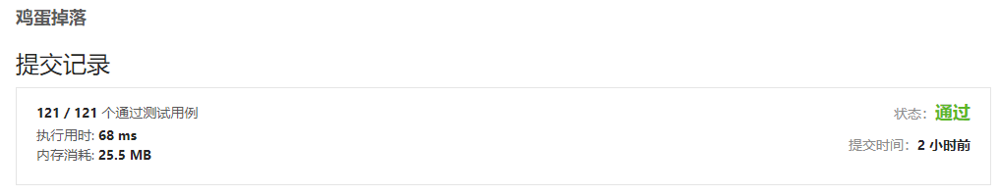 鸡蛋掉落
提交记录
121 / 121 个通过测试用例
状态：通过
执行用时: 68 ms
提交时间：2 小时前
内存消耗: 25.5 MB